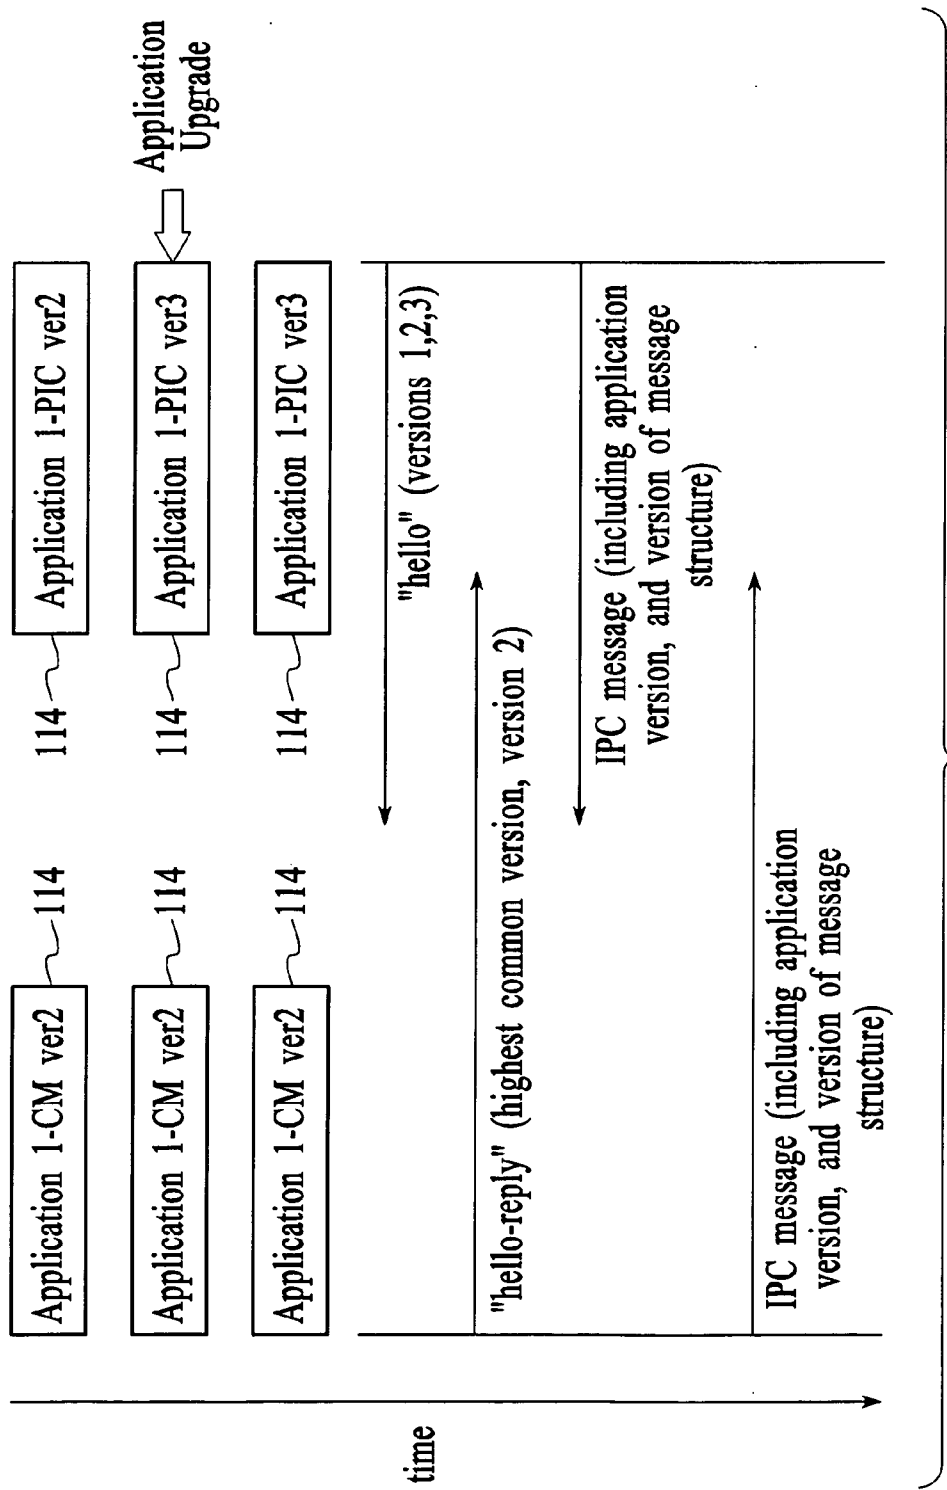 Application 1-CM ver2
114
114
Application 1-PIC ver2
Application 1-CM ver2
114
114
Application 1-PIC ver3
Application
Upgrade
Application 1-CM ver2
114
114
Application 1-PIC ver3
time
"hello" (versions 1,2,3)
"hello-reply" (highest common version, version 2)
IPC message (including application
version, and version of message
structure)
IPC message (including application
version, and version of message
structure)